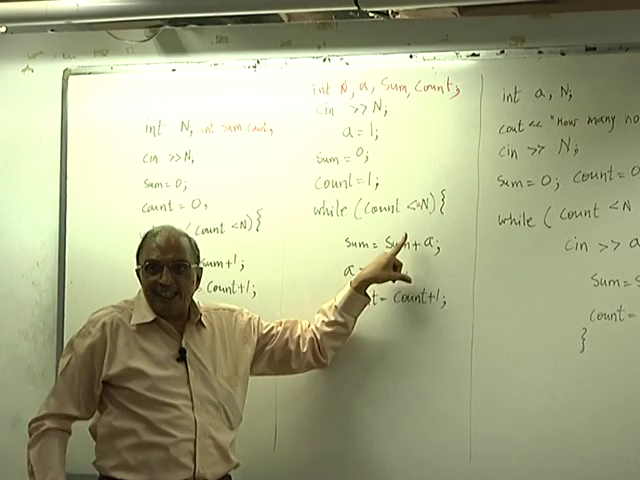 int N, int sum count,
cin >>N;
sum=0;
count=0,
(count <N){
sum+1;
= count+1;
int N, a, Sum, Count;
cin >> N;
a=1;
sum=0;
count=1;
while (count <=N){
sum= sum+a;
a=
t= count+1;
int a, N;
cout<< "How many no
cin >> N;
sum=0; count=0
while ( count <N
cin >> a
sum=
count=
}